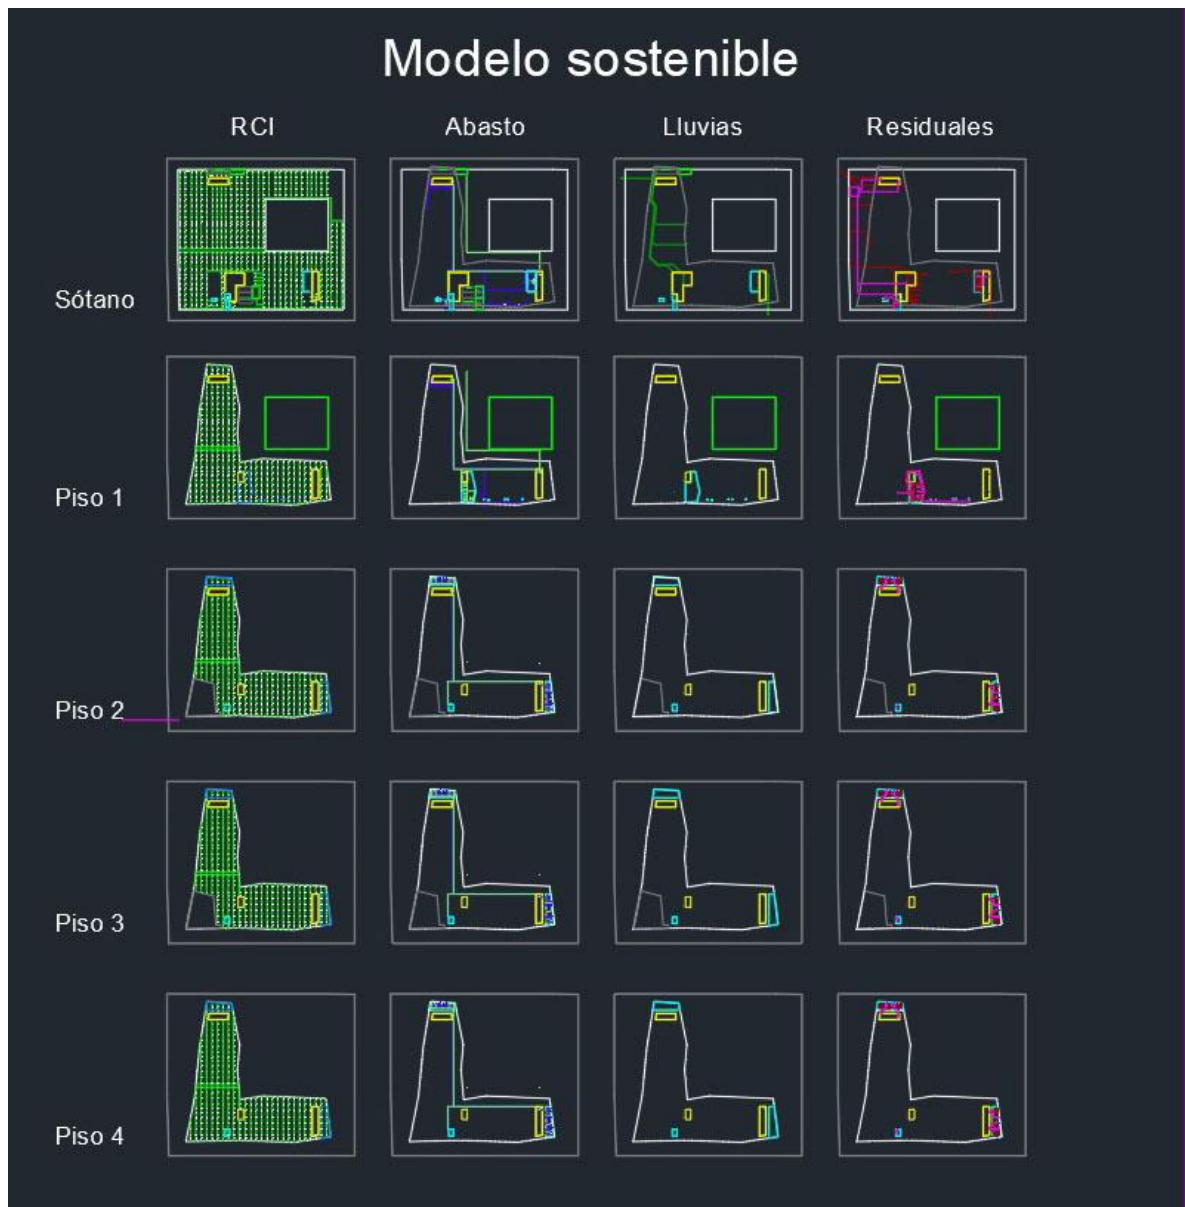 Modelo sostenible
RCI Abasto Lluvias Residuales
Sótano
Piso 1
Piso 2
Piso 3
Piso 4